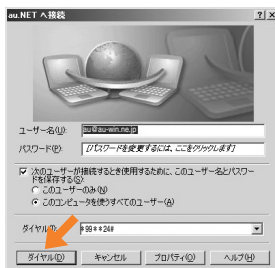 au.NET へ接続
? ×
ユーザー名(U): au@au-win.ne.jp
パスワード(P): [パスワードを変更するには、ここをクリックします]
次のユーザーが接続するとき使用するために、このユーザー名とパスワー
ドを保存する(S):
このユーザーのみ(N)
このコンピュータを使うすべてのユーザー(A)
ダイヤル(I): *99**24#
ダイヤル(D) キャンセル プロパティ(O) ヘルプ(H)